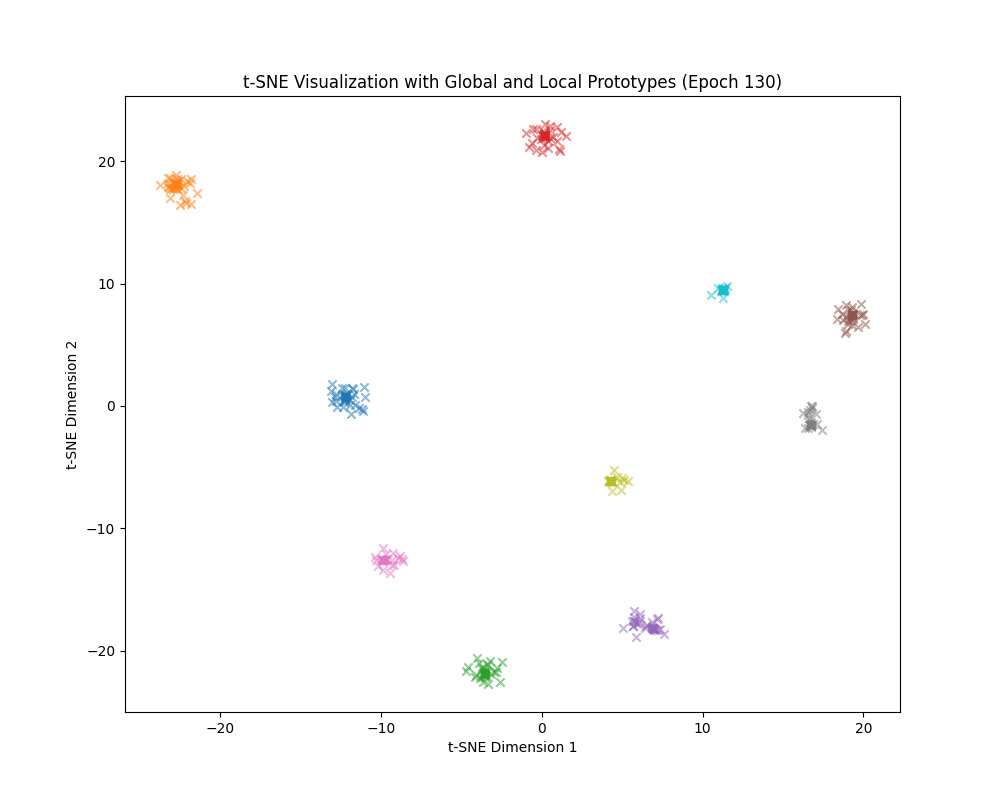 t-SNE Visualization with Global and Local Prototypes (Epoch 130)
20
10
0
−10
−20
t-SNE Dimension 2
−20 −10 0 10 20
t-SNE Dimension 1